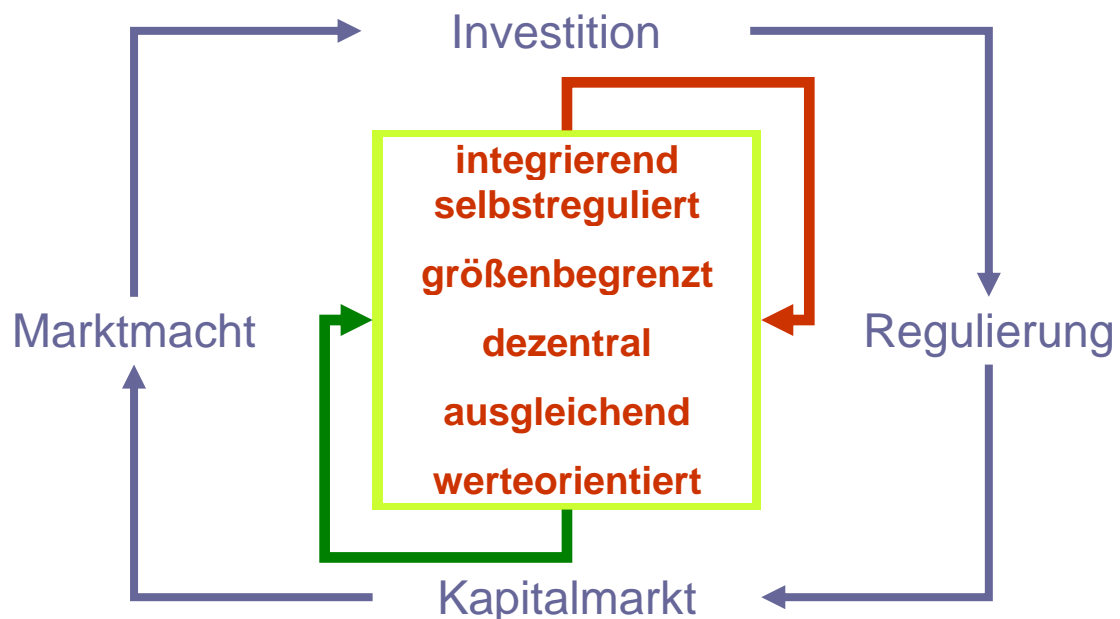 Investition
integrierend
selbstreguliert
größenbegrenzt
Marktmacht
dezentral
Regulierung
ausgleichend
werteorientiert
Kapitalmarkt